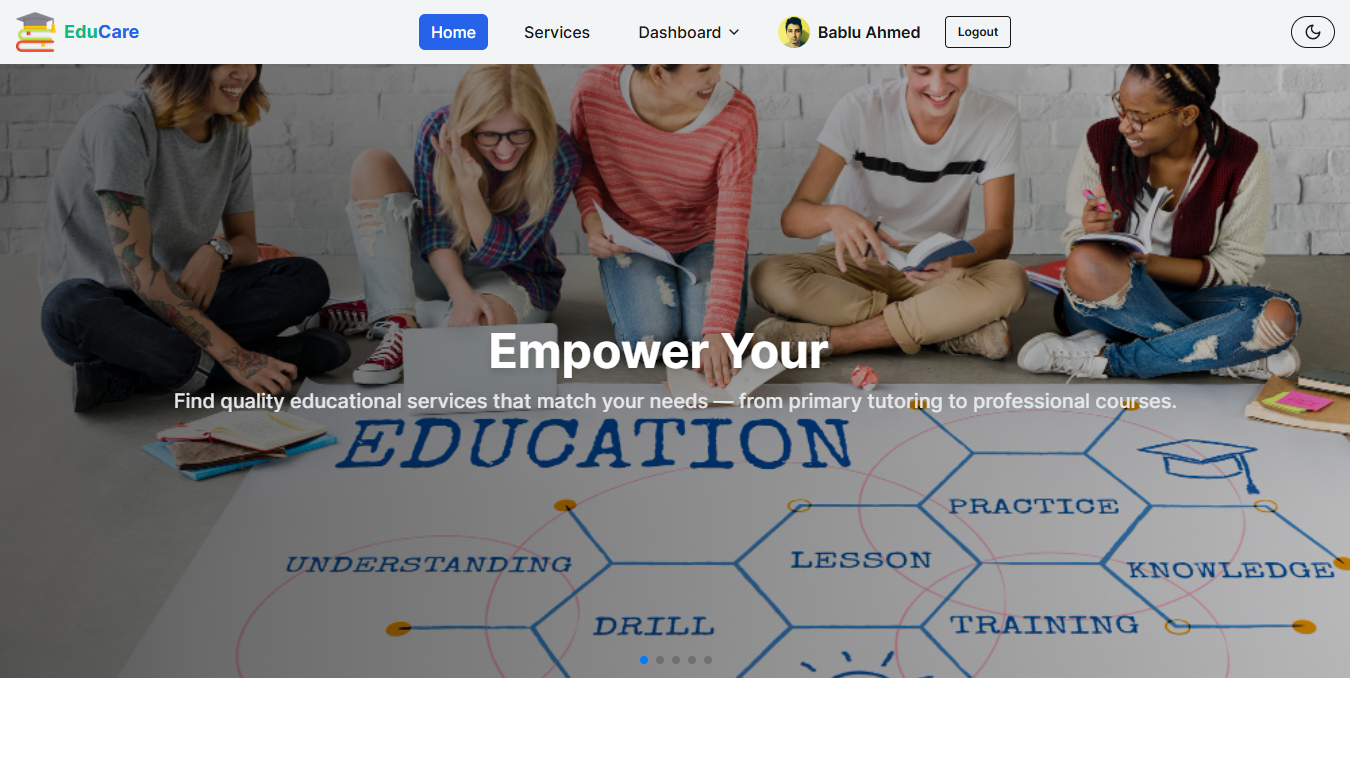 EduCare
Home
Services
Dashboard
Bablu Ahmed
Logout
Empower Your
Find quality educational services that match your needs — from primary tutoring to professional courses.
EDUCATION
PRACTICE
UNDERSTANDING
LESSON
KNOWLEDGE
DRILL
TRAINING